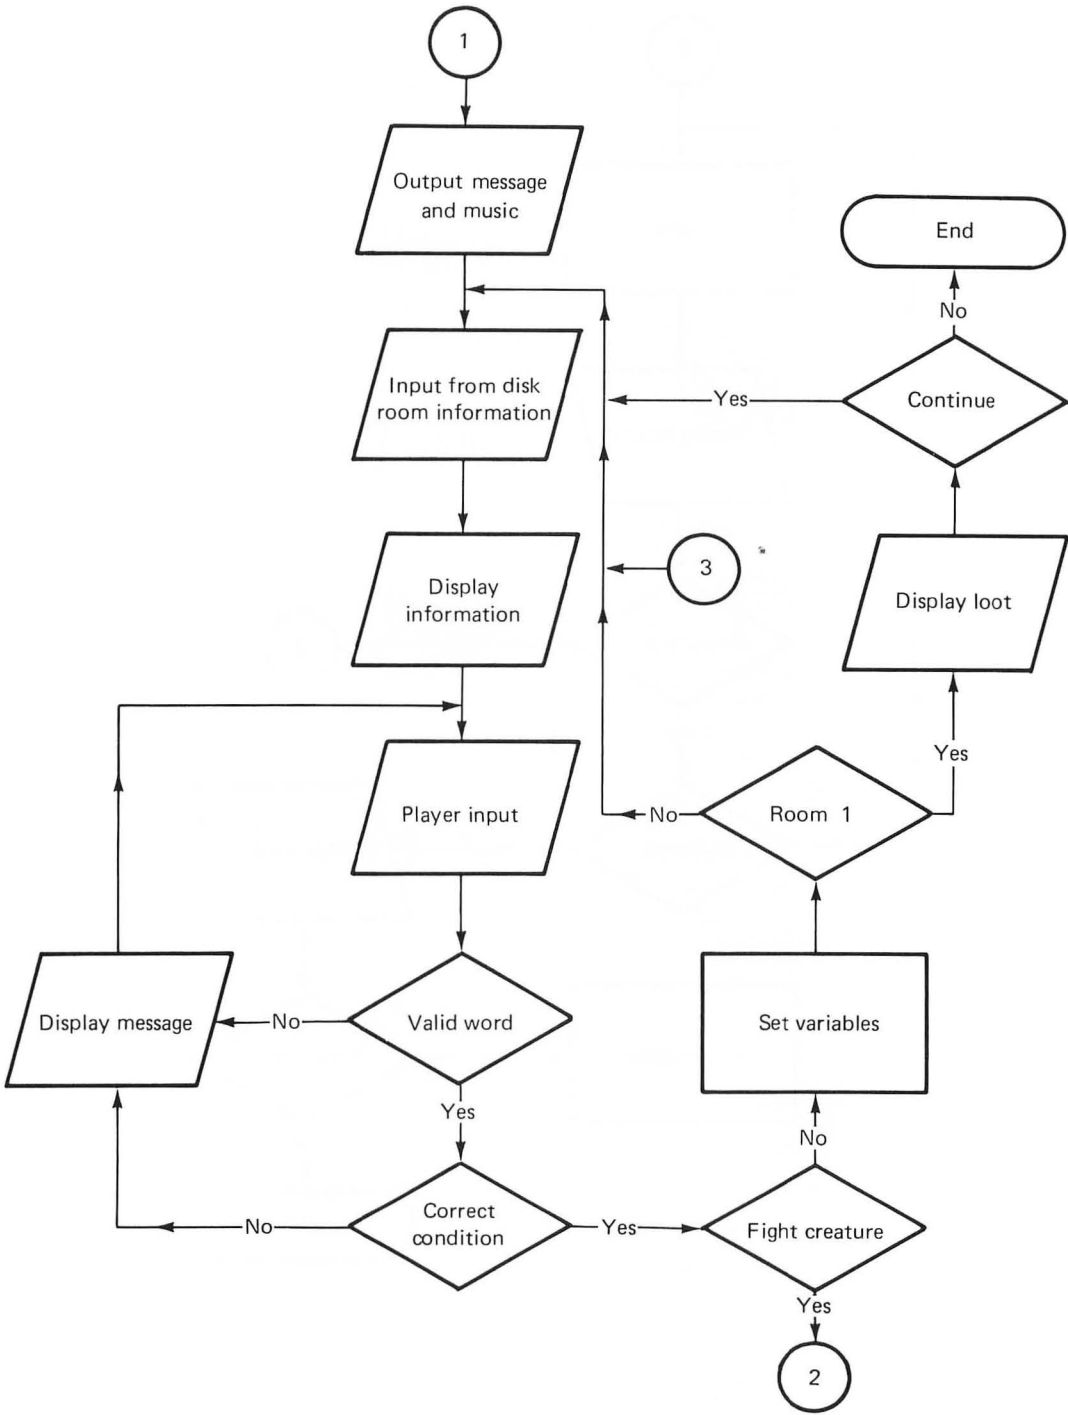 1
Output message
and music
End
No
Input from disk
room information
Yes
Continue
Display
information
3
Display loot
Yes
Player input
No
Room 1
Display message
No
Valid word
Set variables
Yes
No
No
Correct
condition
Yes
Fight creature
Yes
2